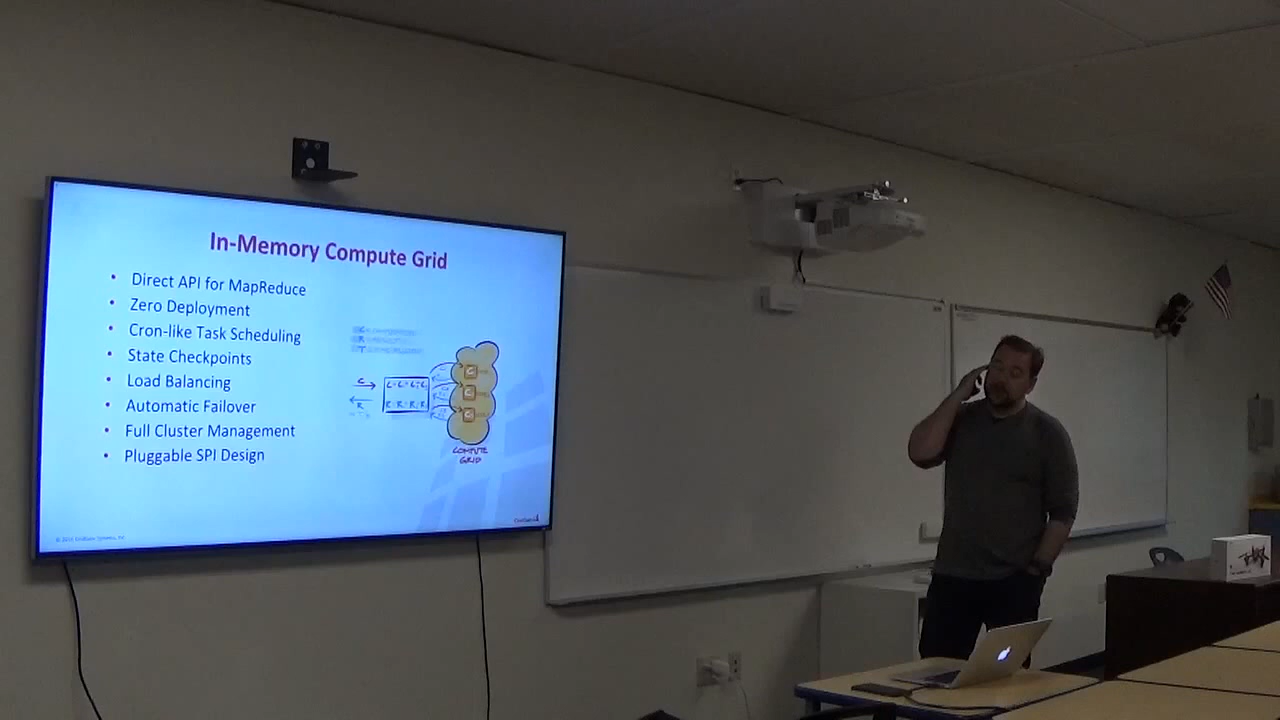 In-Memory Compute Grid
• Direct API for MapReduce
• Zero Deployment
• Cron-like Task Scheduling
• State Checkpoints
• Load Balancing
• Automatic Failover
• Full Cluster Management
• Pluggable SPI Design
C
R
COMPUTE
GRID